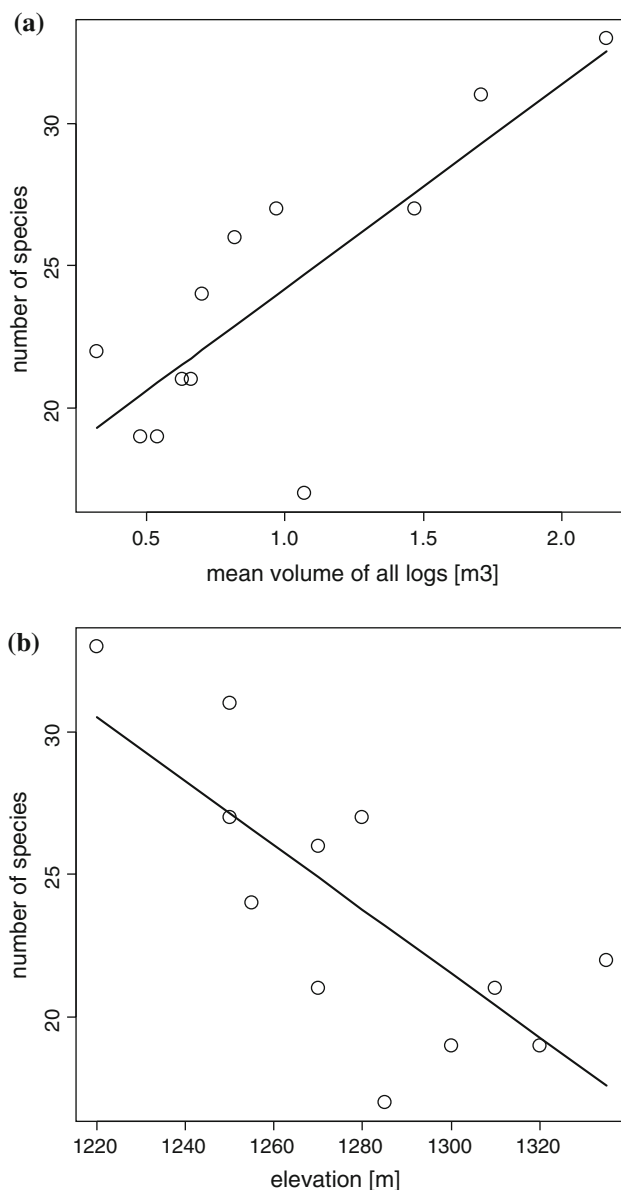 (a)
number of species
30
25
20
0.5 1.0 1.5 2.0
mean volume of all logs [m3]
(b)
number of species
30
25
20
1220 1240 1260 1280 1300 1320
elevation [m]